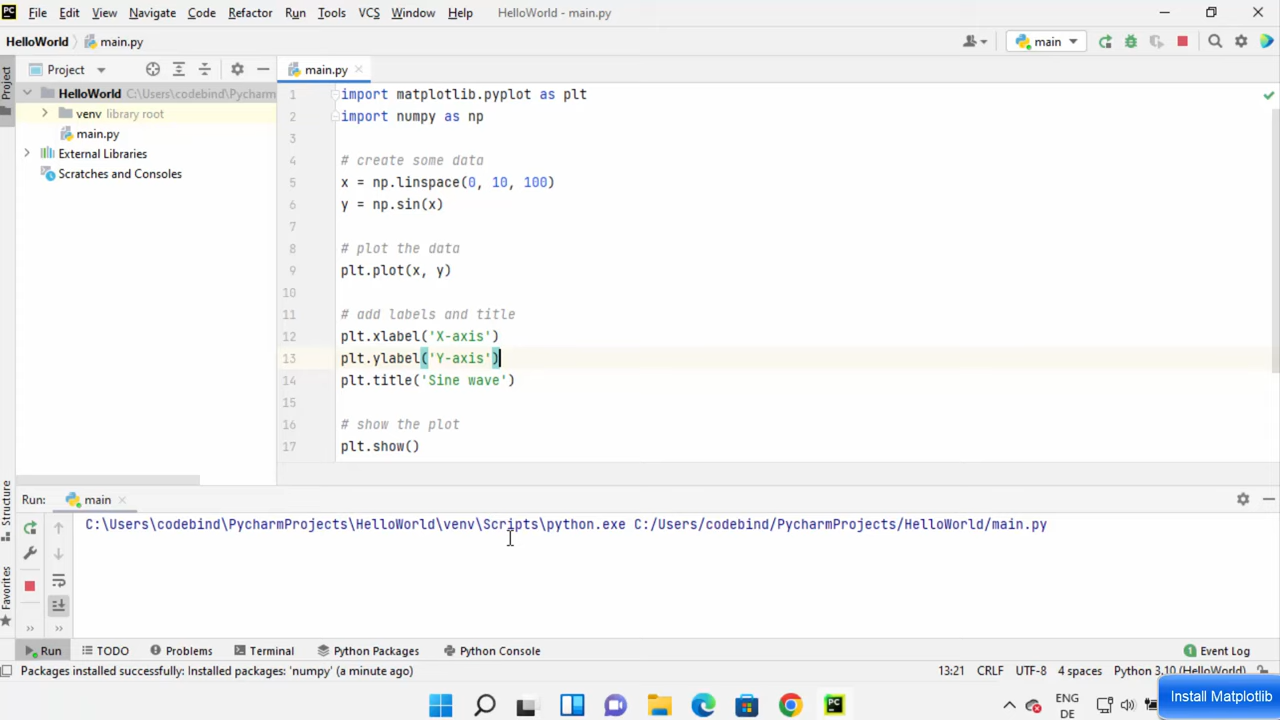 PC File Edit View Navigate Code Refactor Run Tools VCS Window Help HelloWorld - main.py
HelloWorld main.py main
Project Project main.py
HelloWorld C:\Users\codebind\Pycharm
venv library root
main.py
External Libraries
Scratches and Consoles
1 import matplotlib.pyplot as plt
2 import numpy as np
3
4 # create some data
5 x = np.linspace(0, 10, 100)
6 y = np.sin(x)
7
8 # plot the data
9 plt.plot(x, y)
10
11 # add labels and title
12 plt.xlabel('X-axis')
13 plt.ylabel('Y-axis')
14 plt.title('Sine wave')
15
16 # show the plot
17 plt.show()
Structure
Favorites
Run: main
C:\Users\codebind\PycharmProjects\HelloWorld\venv\Scripts\python.exe C:/Users/codebind/PycharmProjects/HelloWorld/main.py
Run TODO Problems Terminal Python Packages Python Console 1 Event Log
Packages installed successfully: Installed packages: 'numpy' (a minute ago) 13:21 CRLF UTF-8 4 spaces Python 3.10 (HelloWorld)
PC ENG
DE
Install Matplotlib